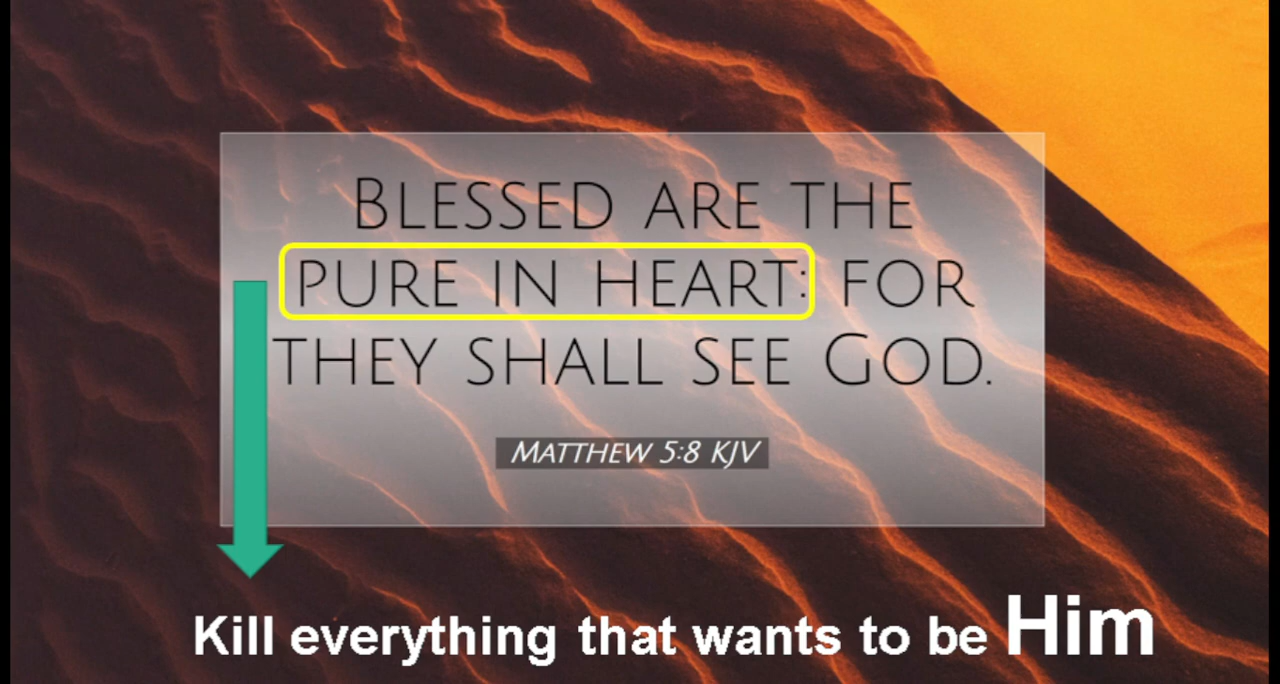 BLESSED ARE THE
PURE IN HEART: FOR
THEY SHALL SEE GOD.
MATTHEW 5:8 KJV
Kill everything that wants to be Him